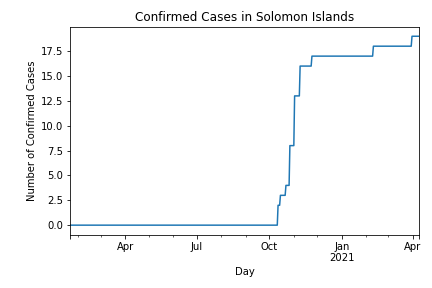 Confirmed Cases in Solomon Islands
Number of Confirmed Cases
17.5
15.0
12.5
10.0
7.5
5.0
2.5
0.0
Apr Jul Oct Jan Apr
2021
Day